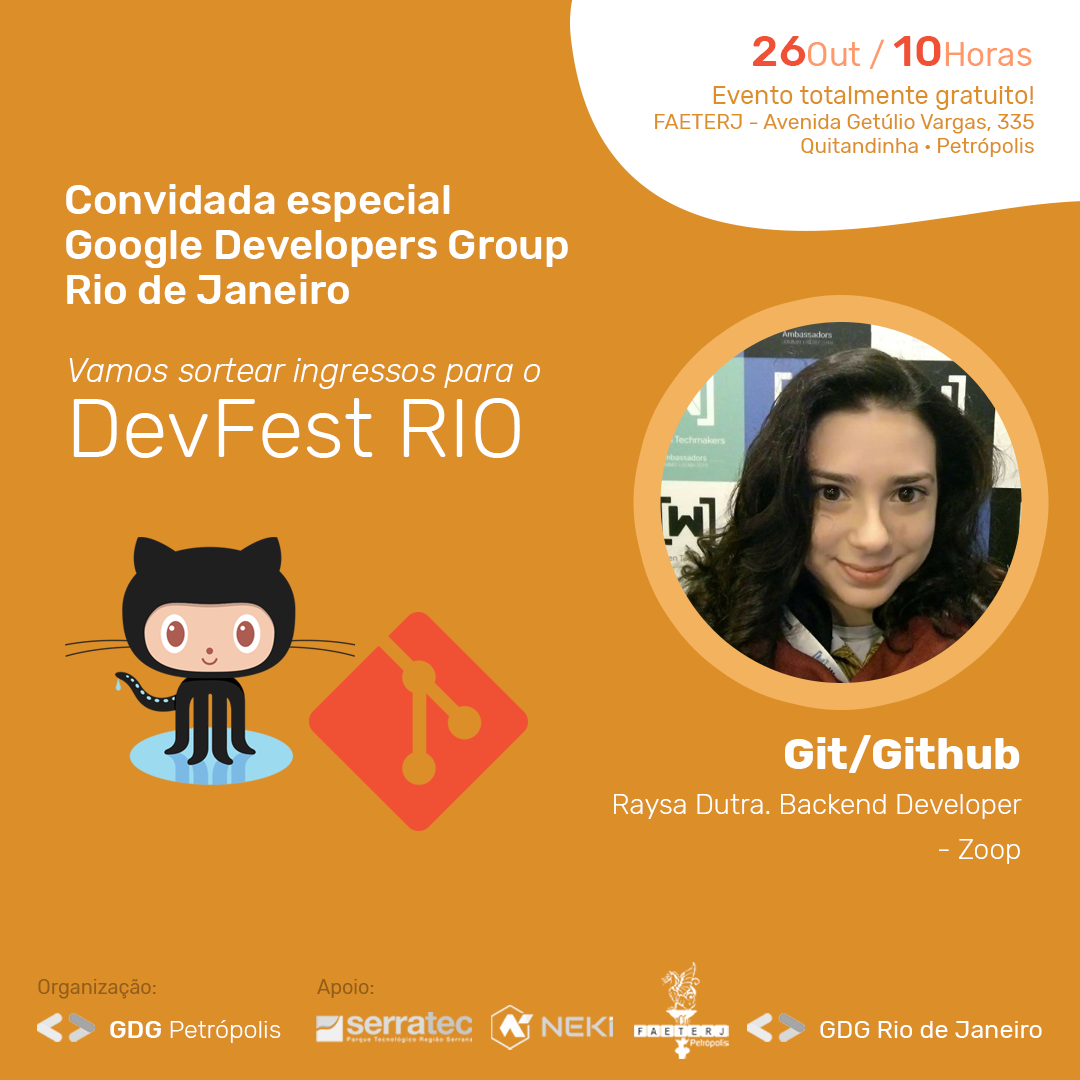 26Out / 10Horas
Evento totalmente gratuito!
FAETERJ - Avenida Getúlio Vargas, 335
Quitandinha • Petrópolis
Convidada especial
Google Developers Group
Rio de Janeiro
Vamos sortear ingressos para o
DevFest RIO
Ambassadors
Techmakers
[W]
Git/Github
Raysa Dutra. Backend Developer
- Zoop
Organização:
GDG Petrópolis
Apoio:
serratec
Parque Tecnológico Região Serrana
NEKi
FAETERJ
Petrópolis
GDG Rio de Janeiro